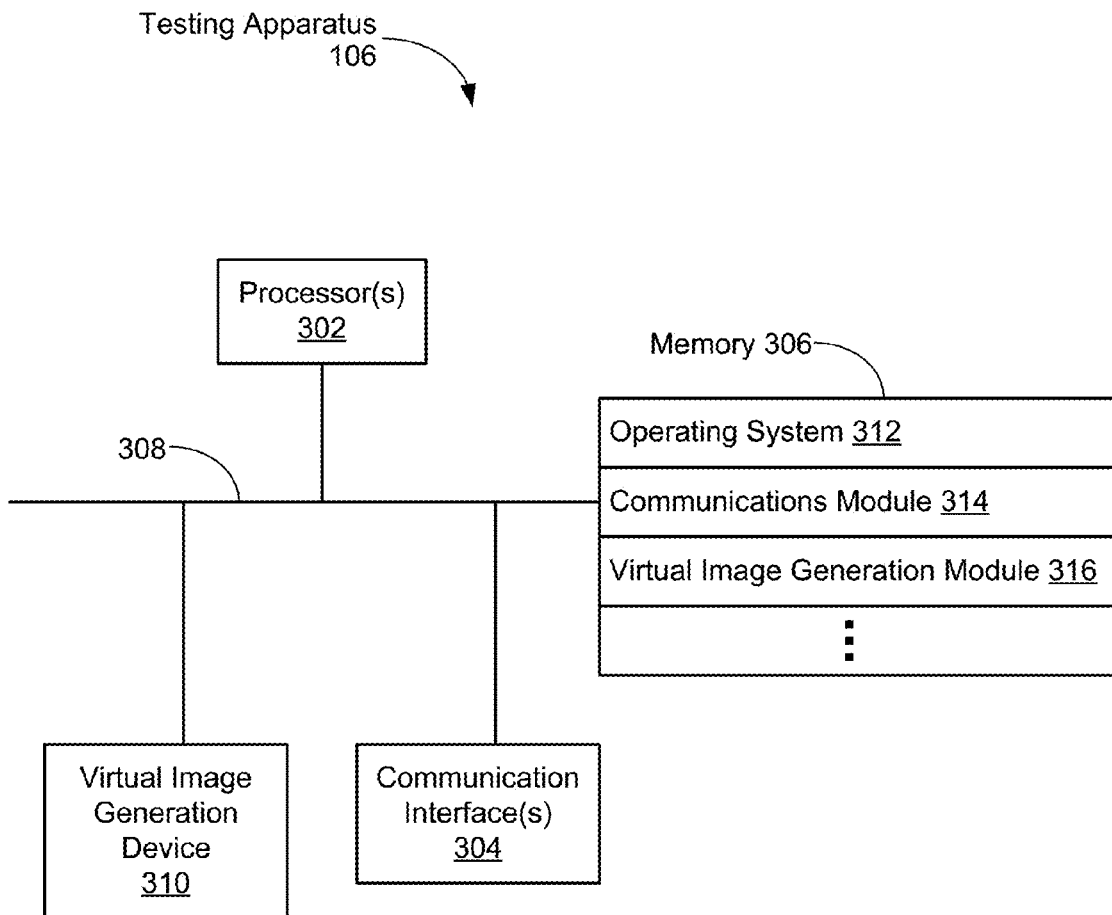 Testing Apparatus
106
Processor(s)
302
Memory 306
Operating System 312
308
Communications Module 314
Virtual Image Generation Module 316
Virtual Image
Generation
Device
310
Communication
Interface(s)
304